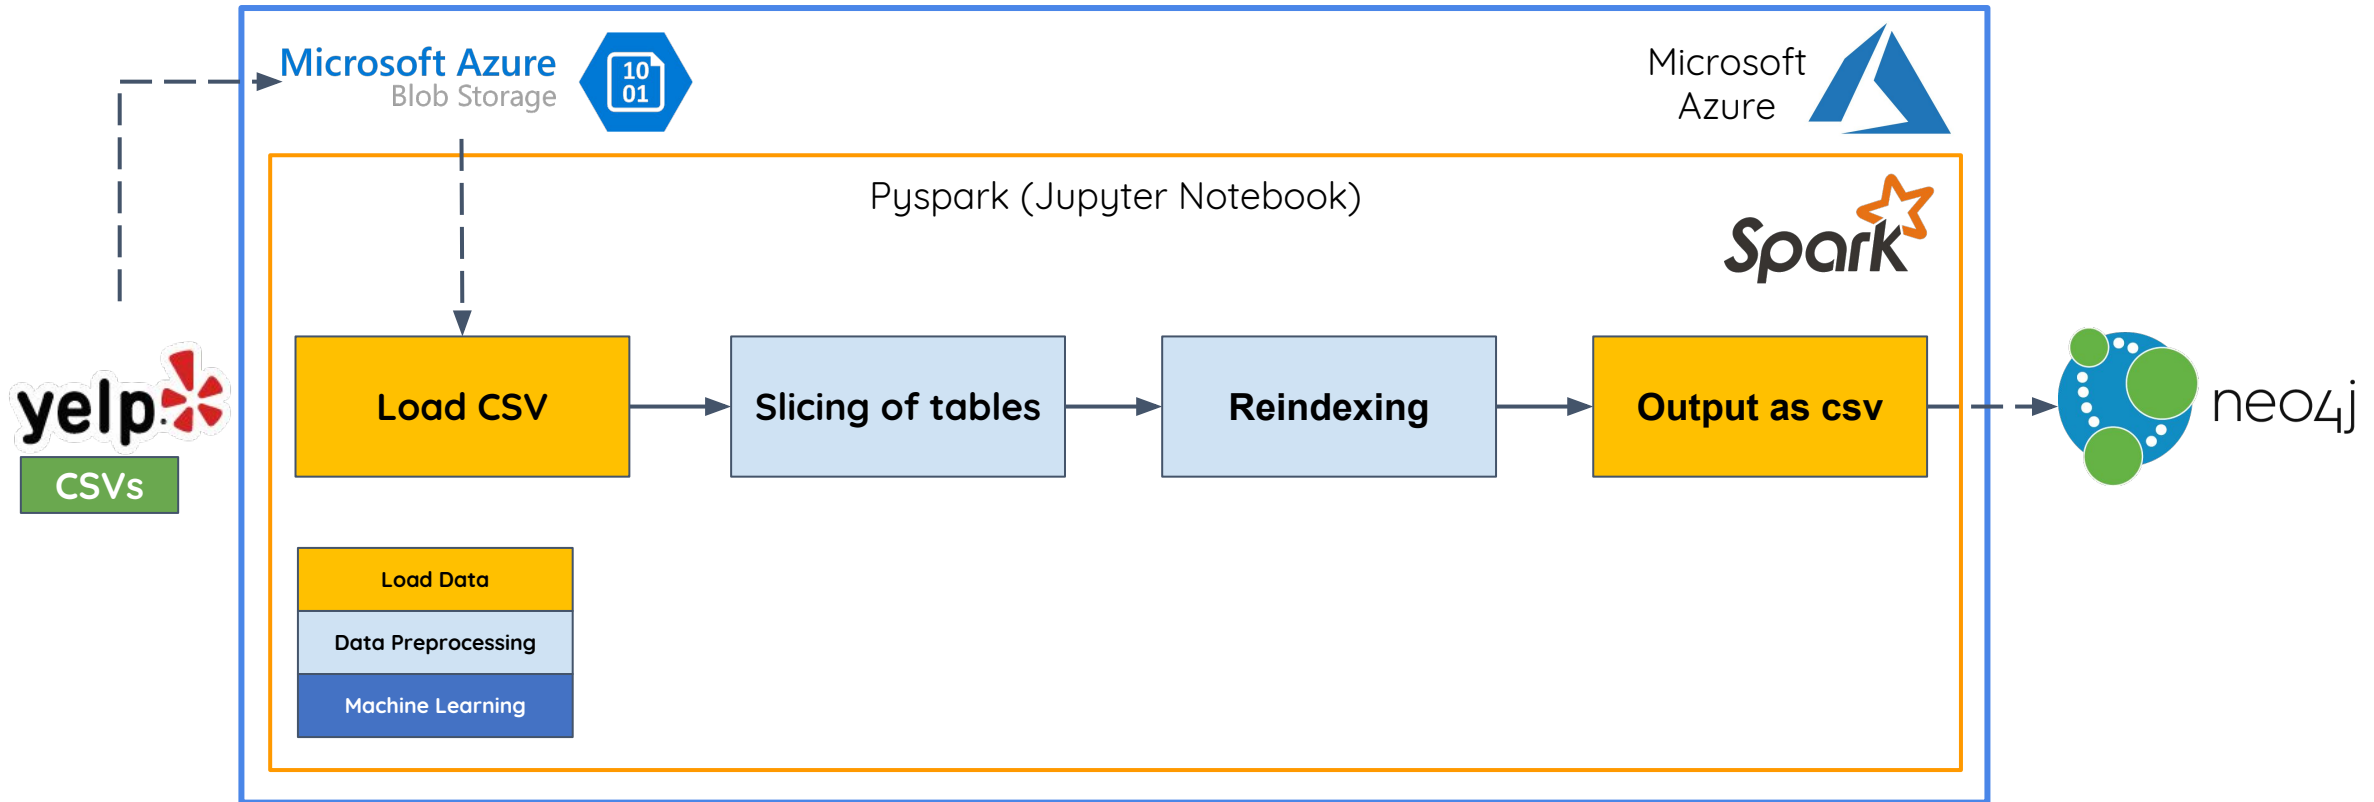 Microsoft Azure
Blob Storage
10
01
Microsoft
Azure
Pyspark (Jupyter Notebook)
Spark
yelp
CSVs
Load CSV
Slicing of tables
Reindexing
Output as csv
neo4j
Load Data
Data Preprocessing
Machine Learning